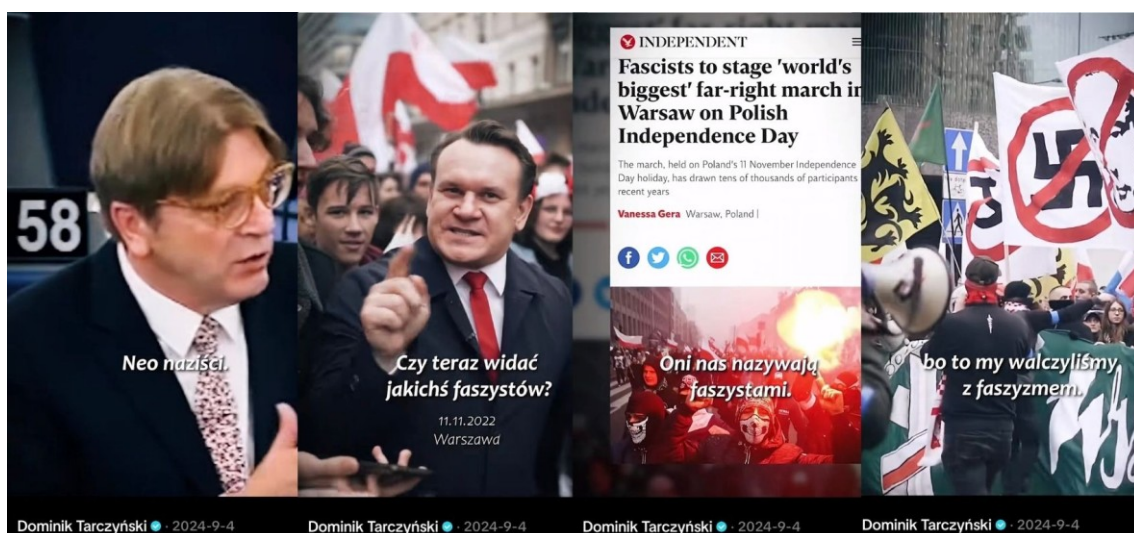 58
Neo naziści.
Dominik Tarczyński · 2024-9-4
Czy teraz widać
jakichś faszystów?
11.11.2022
Warszawa
Dominik Tarczyński · 2024-9-4
INDEPENDENT
Fascists to stage 'world's
biggest' far-right march in
Warsaw on Polish
Independence Day
The march, held on Poland's 11 November Independence
Day holiday, has drawn tens of thousands of participants
recent years
Vanessa Gera Warsaw, Poland |
Oni nas nazywają
faszystami.
Dominik Tarczyński · 2024-9-4
bo to my walczyliśmy
z faszyzmem.
Dominik Tarczyński · 2024-9-4